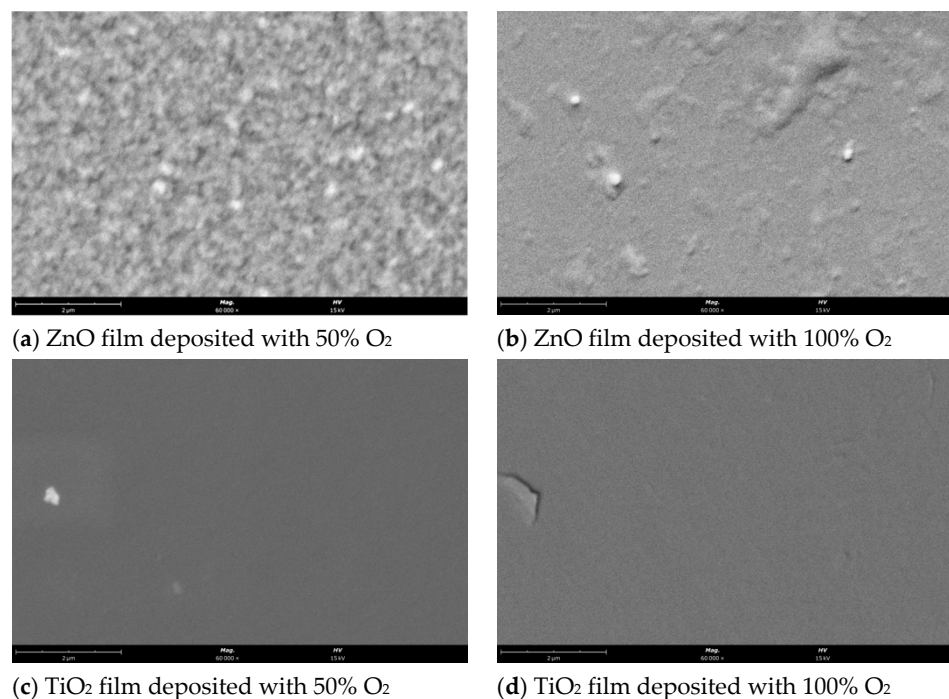 Mag. HV
2 μm 60 000 × 15 kV
Mag. HV
2 μm 60 000 × 15 kV
(a) ZnO film deposited with 50% O₂
(b) ZnO film deposited with 100% O₂
Mag. HV
2 μm 60 000 × 15 kV
Mag. HV
2 μm 60 000 × 15 kV
(c) TiO₂ film deposited with 50% O₂
(d) TiO₂ film deposited with 100% O₂